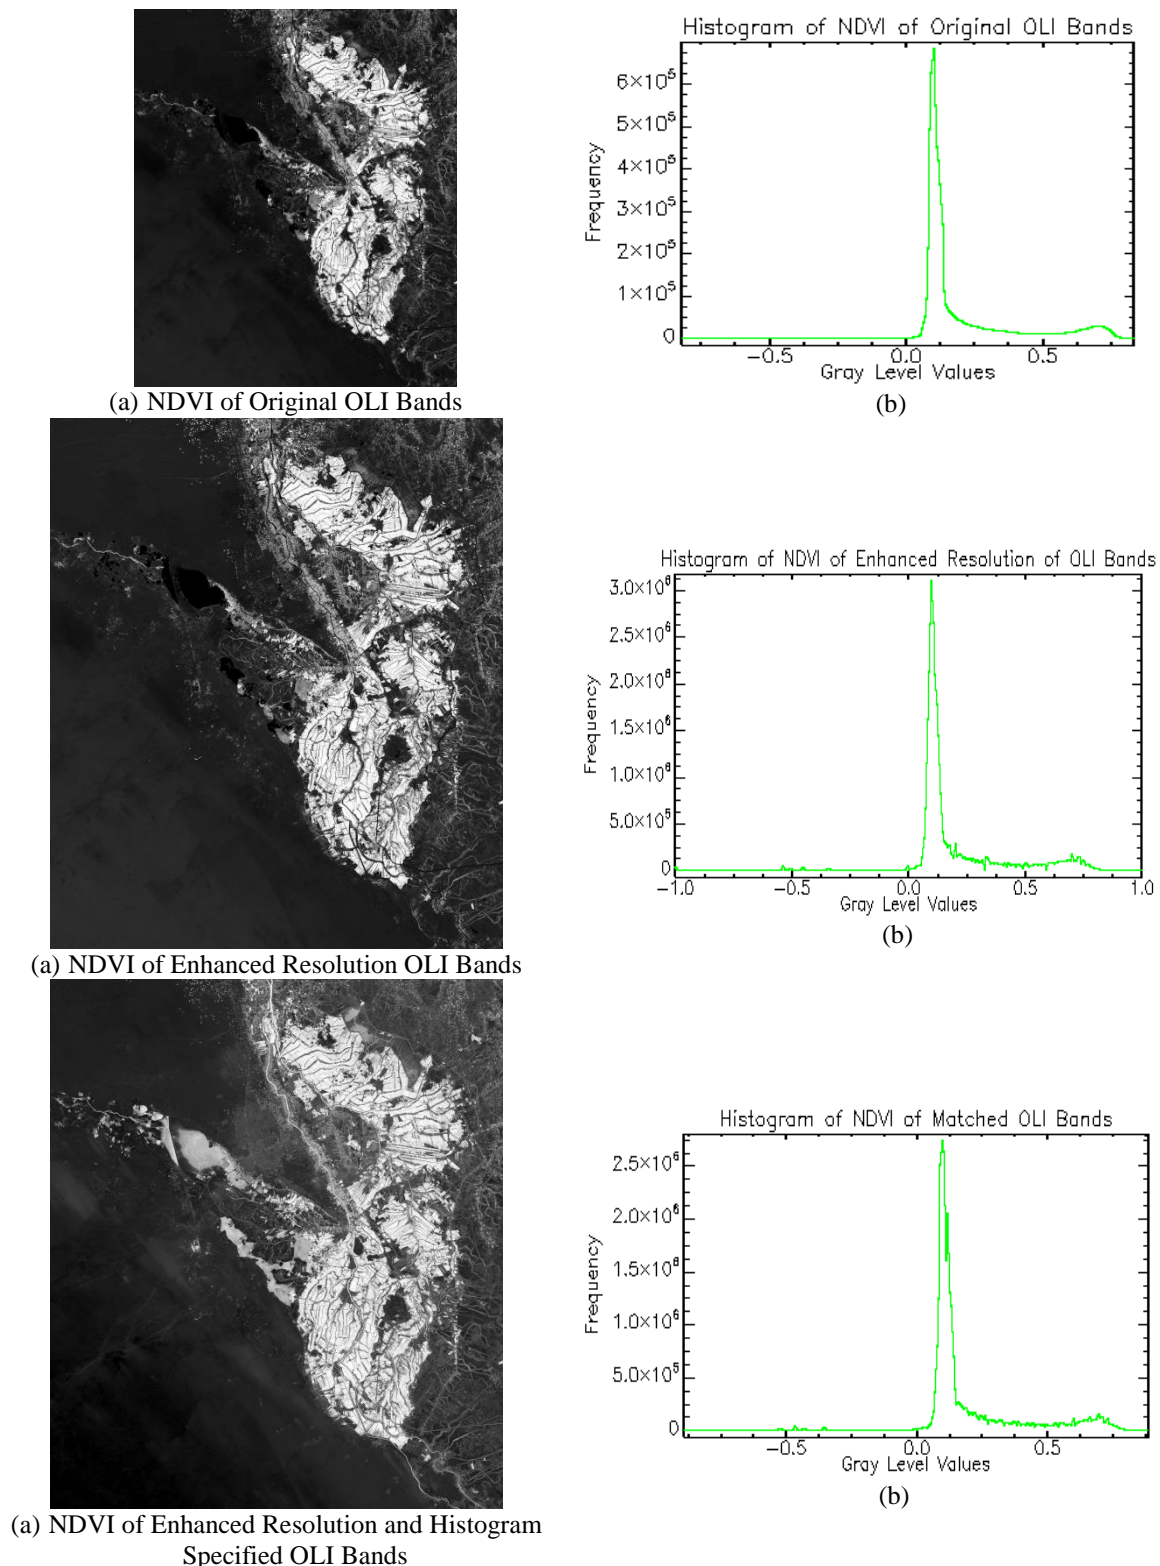 Histogram of NDVI of Original OLI Bands
6×10⁵
5×10⁵
4×10⁵
3×10⁵
2×10⁵
1×10⁵
0
Frequency
−0.5 0.0 0.5
Gray Level Values
(a) NDVI of Original OLI Bands
(b)
Histogram of NDVI of Enhanced Resolution of OLI Bands
3.0×10⁶
2.5×10⁶
2.0×10⁶
1.5×10⁶
1.0×10⁶
5.0×10⁵
0
Frequency
−1.0 −0.5 0.0 0.5 1.0
Gray Level Values
(b)
(a) NDVI of Enhanced Resolution OLI Bands
Histogram of NDVI of Matched OLI Bands
2.5×10⁶
2.0×10⁶
1.5×10⁶
1.0×10⁶
5.0×10⁵
0
Frequency
−0.5 0.0 0.5
Gray Level Values
(b)
(a) NDVI of Enhanced Resolution and Histogram
Specified OLI Bands